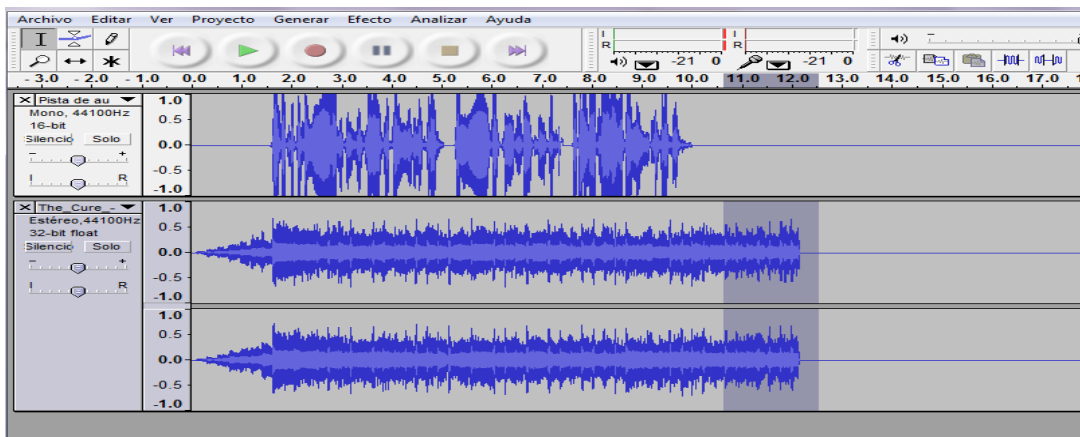 Archivo Editar Ver Proyecto Generar Efecto Analizar Ayuda
I R
I R
-21 0
-21 0
- 3.0 - 2.0 - 1.0 0.0 1.0 2.0 3.0 4.0 5.0 6.0 7.0 8.0 9.0 10.0 11.0 12.0 13.0 14.0 15.0 16.0 17.0
× Pista de au
Mono, 44100Hz
16-bit
Silencio Solo
- +
I R
1.0
0.5
0.0
-0.5
-1.0
× The_Cure_-
Estéreo,44100Hz
32-bit float
Silencio Solo
- +
I R
1.0
0.5
0.0
-0.5
-1.0
1.0
0.5
0.0
-0.5
-1.0